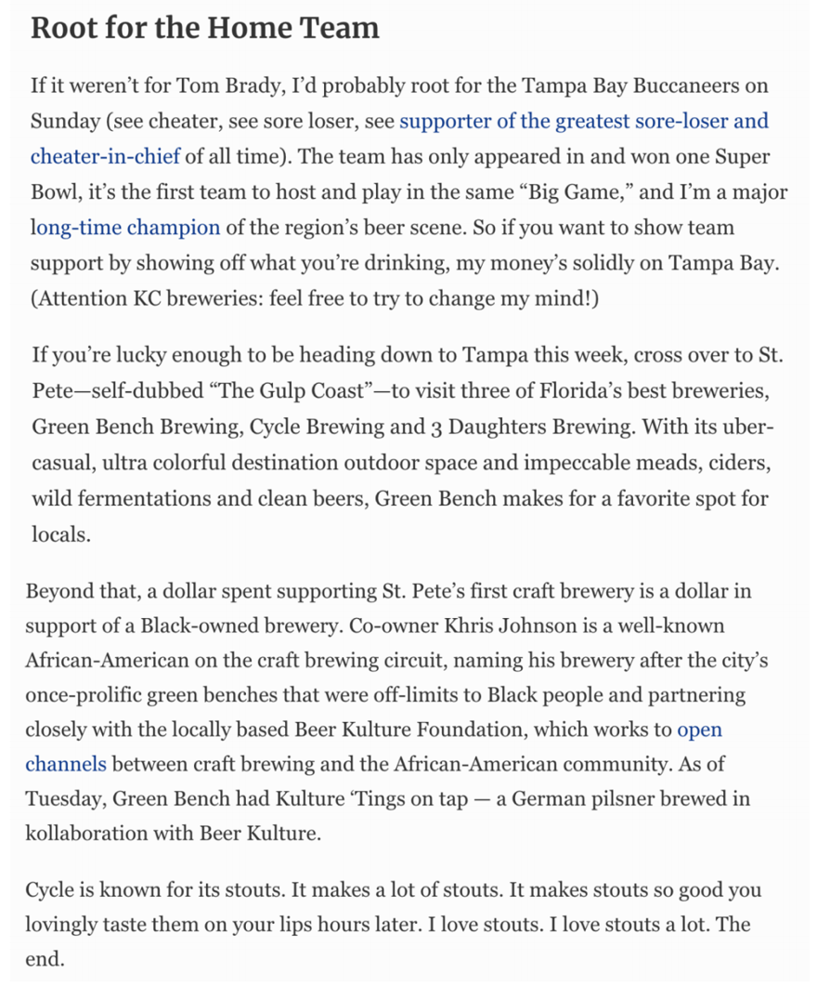 Root for the Home Team
If it weren’t for Tom Brady, I’d probably root for the Tampa Bay Buccaneers on
Sunday (see cheater, see sore loser, see supporter of the greatest sore-loser and
cheater-in-chief of all time). The team has only appeared in and won one Super
Bowl, it’s the first team to host and play in the same “Big Game,” and I’m a major
long-time champion of the region’s beer scene. So if you want to show team
support by showing off what you’re drinking, my money’s solidly on Tampa Bay.
(Attention KC breweries: feel free to try to change my mind!)
If you’re lucky enough to be heading down to Tampa this week, cross over to St.
Pete—self-dubbed “The Gulp Coast”—to visit three of Florida’s best breweries,
Green Bench Brewing, Cycle Brewing and 3 Daughters Brewing. With its uber-
casual, ultra colorful destination outdoor space and impeccable meads, ciders,
wild fermentations and clean beers, Green Bench makes for a favorite spot for
locals.
Beyond that, a dollar spent supporting St. Pete’s first craft brewery is a dollar in
support of a Black-owned brewery. Co-owner Khris Johnson is a well-known
African-American on the craft brewing circuit, naming his brewery after the city’s
once-prolific green benches that were off-limits to Black people and partnering
closely with the locally based Beer Kulture Foundation, which works to open
channels between craft brewing and the African-American community. As of
Tuesday, Green Bench had Kulture ‘Tings on tap — a German pilsner brewed in
kollaboration with Beer Kulture.
Cycle is known for its stouts. It makes a lot of stouts. It makes stouts so good you
lovingly taste them on your lips hours later. I love stouts. I love stouts a lot. The
end.